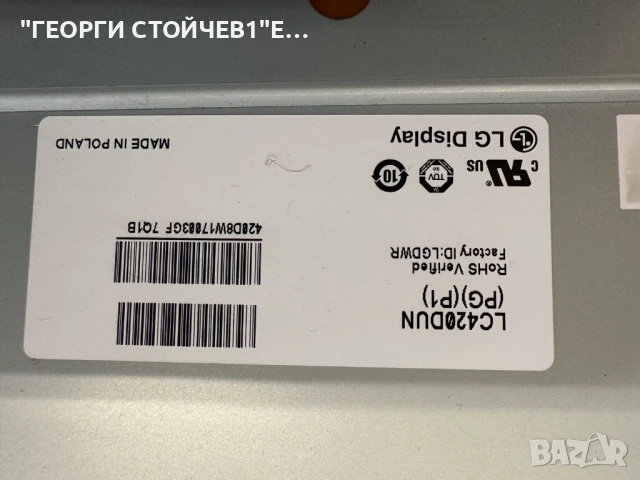 "ГЕОРГИ СТОЙЧЕВ1"Е...
LG Display
MADE IN POLAND
C US
TÜV
10
420D8W17003GF 7Q1B
RoHS Verified
Factory ID:LGDWR
LC420DUN
(PG)(P1)
BAZAR